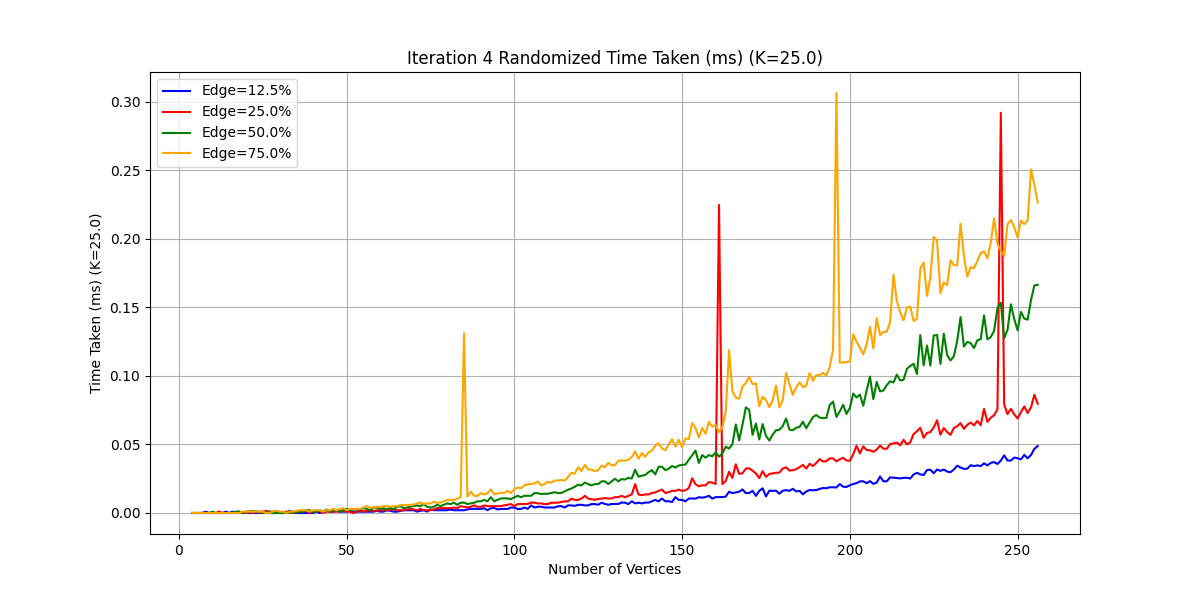 Iteration 4 Randomized Time Taken (ms) (K=25.0)
Edge=12.5%
Edge=25.0%
Edge=50.0%
Edge=75.0%
Time Taken (ms) (K=25.0)
0.30
0.25
0.20
0.15
0.10
0.05
0.00
0 50 100 150 200 250
Number of Vertices